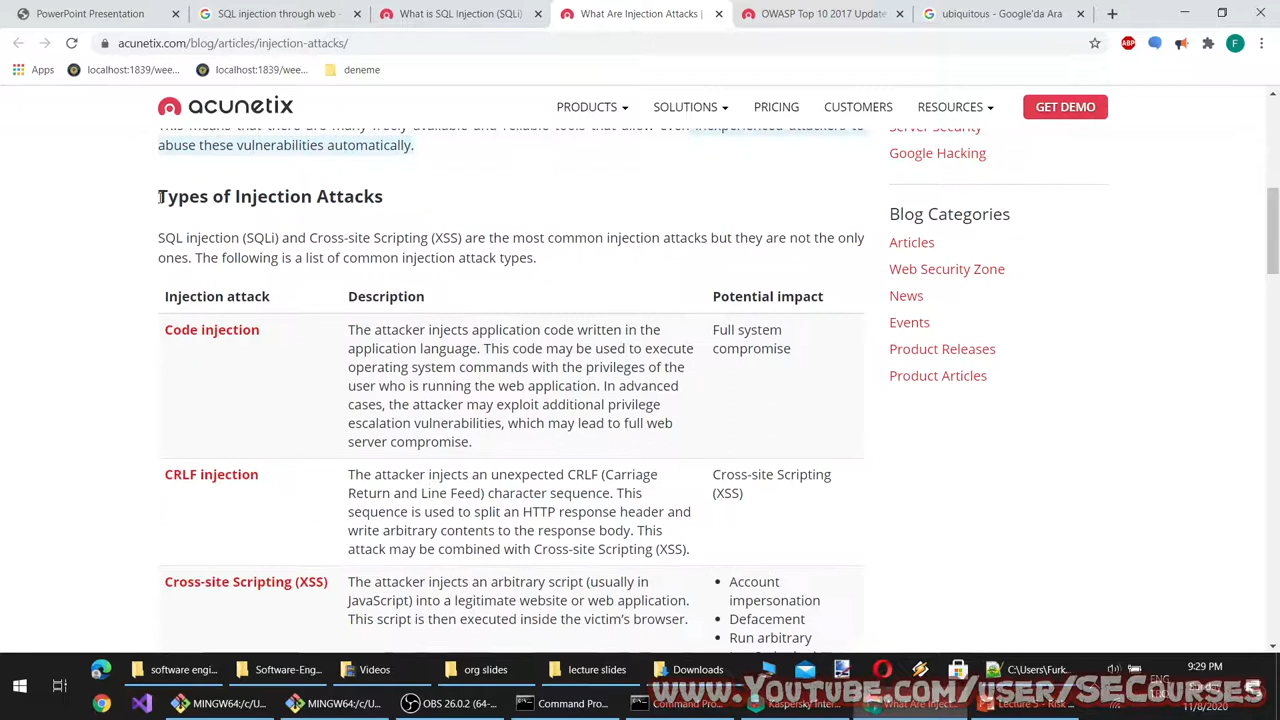 PowerPoint Presentation
SQL injection through web -
What is SQL Injection (SQLi)
What Are Injection Attacks |
OWASP Top 10 2017 Update
ubiquitous - Google'da Ara
acunetix.com/blog/articles/injection-attacks/
ABP
F
Apps
localhost:1839/wee...
localhost:1839/wee...
deneme
acunetix
PRODUCTS
SOLUTIONS
PRICING
CUSTOMERS
RESOURCES
GET DEMO
This means that there are many freely available and reliable tools that allow even inexperienced attackers to
abuse these vulnerabilities automatically.
Server Security
Google Hacking
Types of Injection Attacks
SQL injection (SQLi) and Cross-site Scripting (XSS) are the most common injection attacks but they are not the only
ones. The following is a list of common injection attack types.
Blog Categories
Articles
Web Security Zone
News
Events
Product Releases
Product Articles
Injection attack Description Potential impact
Code injection
The attacker injects application code written in the
application language. This code may be used to execute
operating system commands with the privileges of the
user who is running the web application. In advanced
cases, the attacker may exploit additional privilege
escalation vulnerabilities, which may lead to full web
server compromise.
Full system
compromise
CRLF injection
The attacker injects an unexpected CRLF (Carriage
Return and Line Feed) character sequence. This
sequence is used to split an HTTP response header and
write arbitrary contents to the response body. This
attack may be combined with Cross-site Scripting (XSS).
Cross-site Scripting
(XSS)
Cross-site Scripting (XSS)
The attacker injects an arbitrary script (usually in
JavaScript) into a legitimate website or web application.
This script is then executed inside the victim's browser.
• Account
impersonation
• Defacement
• Run arbitrary
software engi...
Software-Eng...
Videos
org slides
lecture slides
Downloads
C:\Users\Furk...
ENG
9:29 PM
11/8/2020
MINGW64:/c/U...
MINGW64:/c/U...
OBS 26.0.2 (64-...
Command Pro...
Command Pro...
Kaspersky Inter...
What Are Inject...
Lecture 5 - Risk ...
www.YouTube.com/user/SECourses